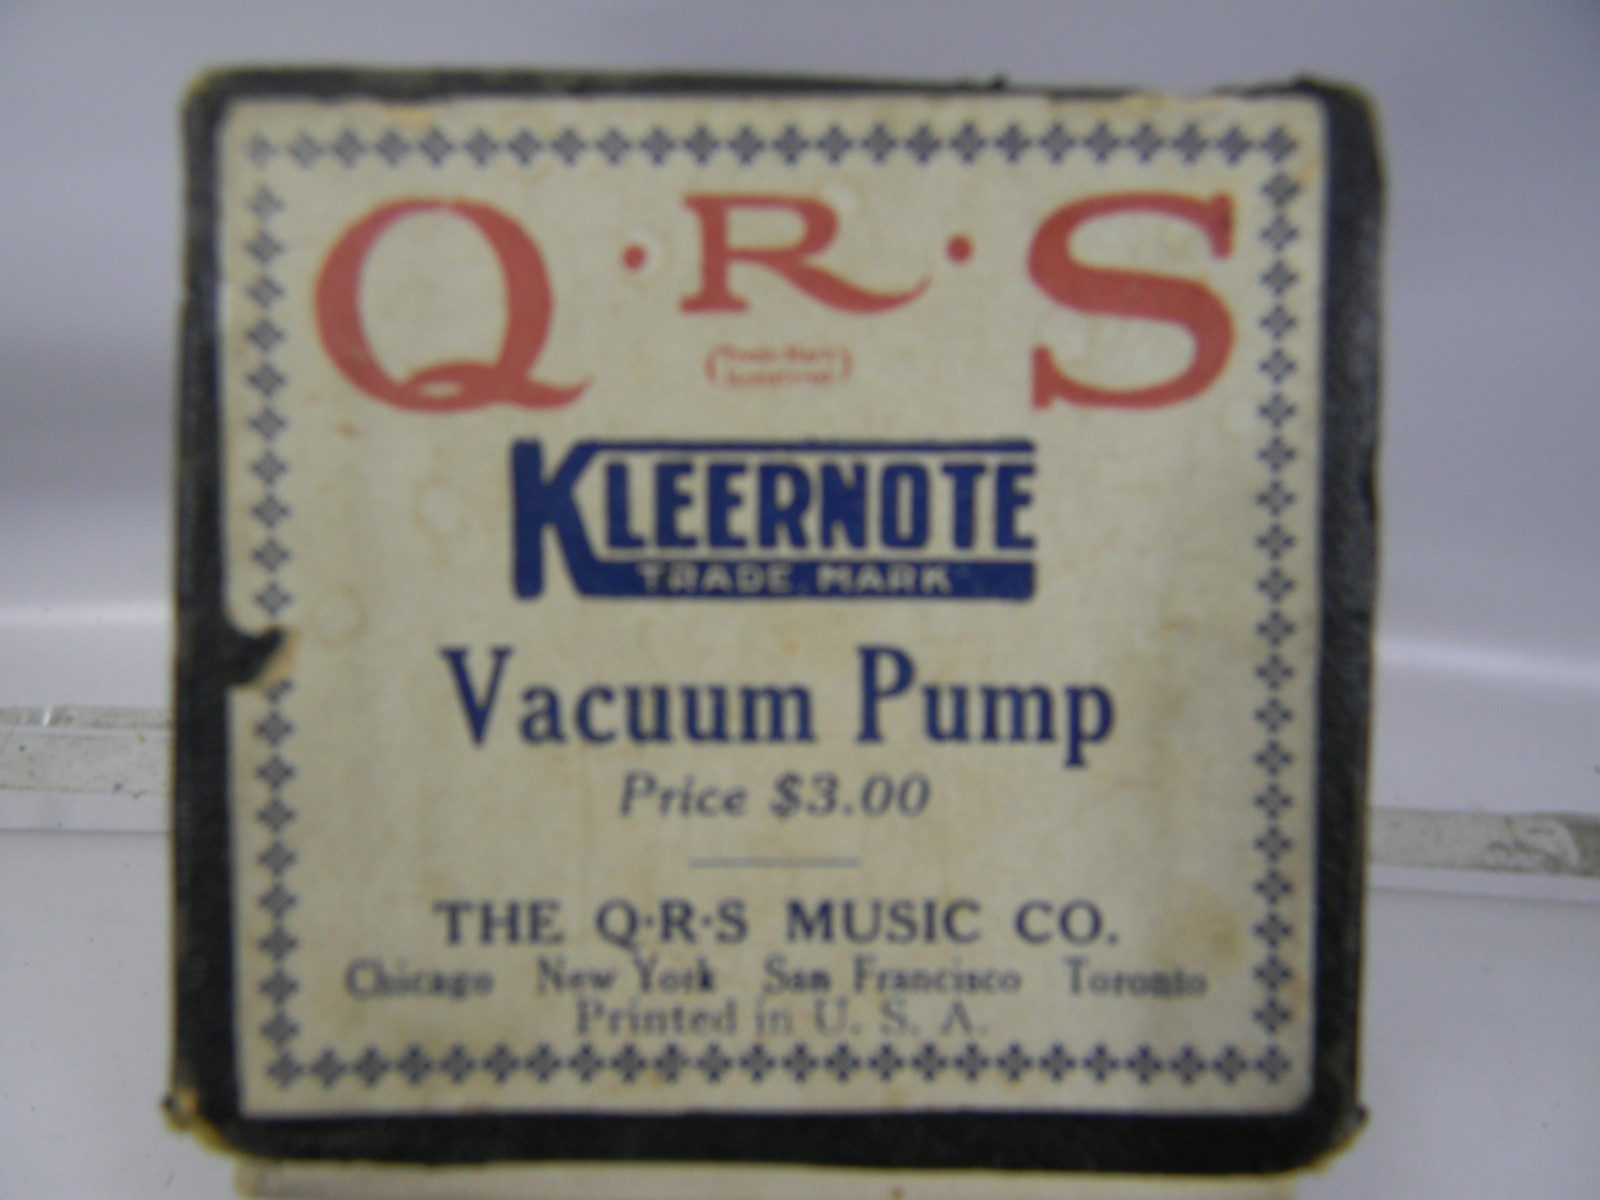 Q·R·S
KLEERNOTE
TRADE MARK
Vacuum Pump
Price $3.00
THE Q·R·S MUSIC CO.
Chicago New York San Francisco Toronto
Printed in U. S. A.